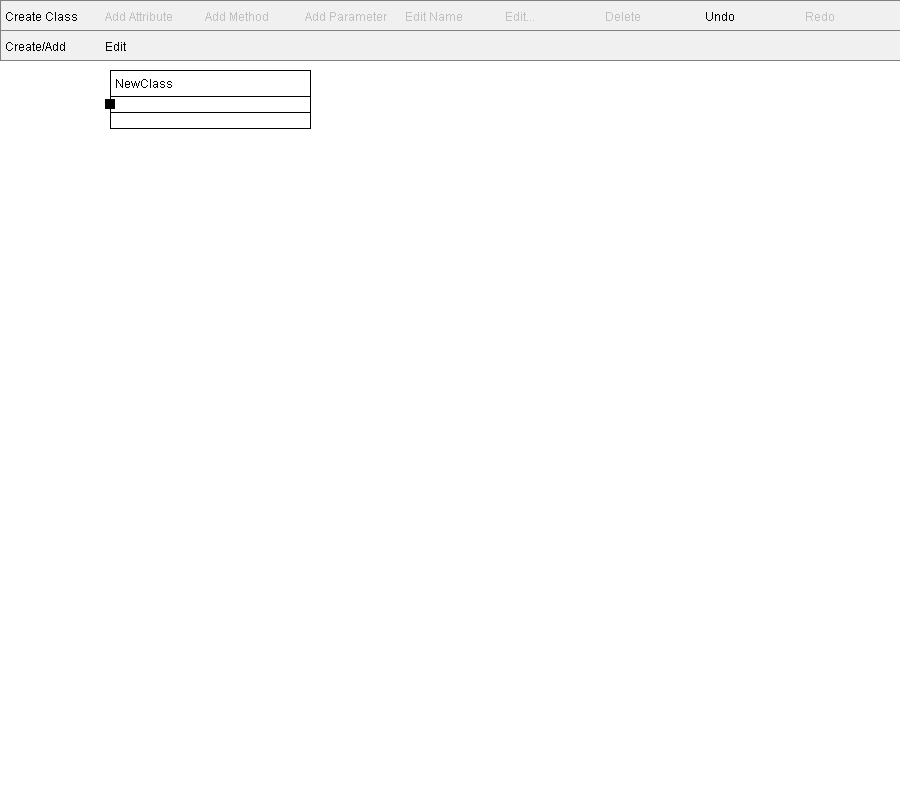 Create Class Add Attribute Add Method Add Parameter Edit Name Edit... Delete Undo Redo
Create/Add Edit
NewClass